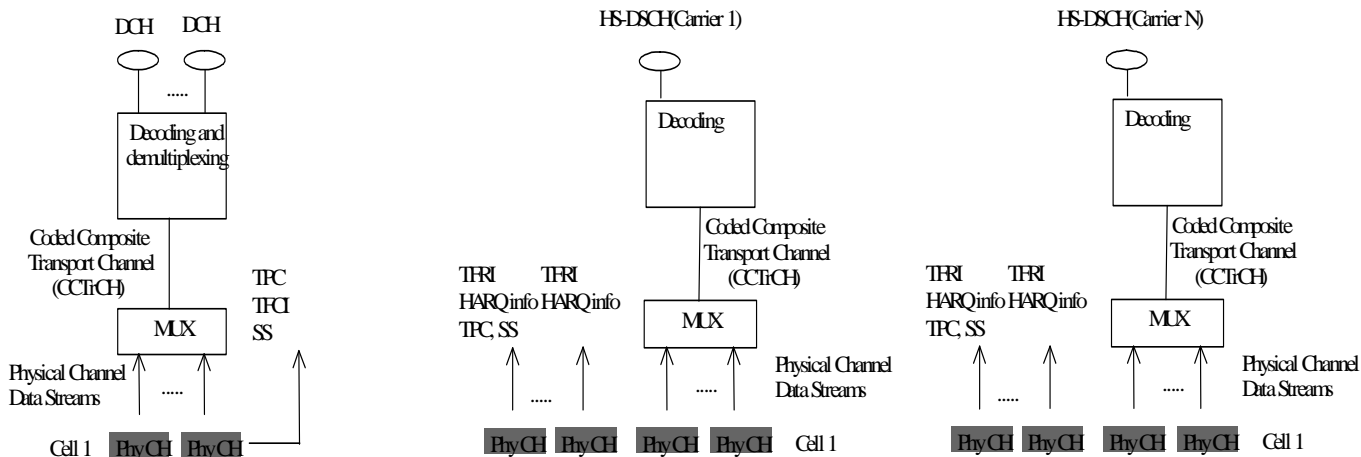 DCH DCH
.....
Decoding and
demultiplexing
Coded Composite
Transport Channel
(CCTrCH)
TPC
TFCI
SS
MUX
Physical Channel
Data Streams
.....
Cell 1 Phy CH Phy CH
HS-DSCH(Carrier 1)
Decoding
Coded Composite
Transport Channel
(CCTrCH)
TFRI TFRI
HARQ info HARQ info
TPC, SS
MUX
Physical Channel
Data Streams
.....
.....
Phy CH Phy CH Phy CH Phy CH Cell 1
HS-DSCH(Carrier N)
Decoding
Coded Composite
Transport Channel
(CCTrCH)
TFRI TFRI
HARQ info HARQ info
TPC, SS
MUX
Physical Channel
Data Streams
.....
.....
Phy CH Phy CH Phy CH Phy CH Cell 1